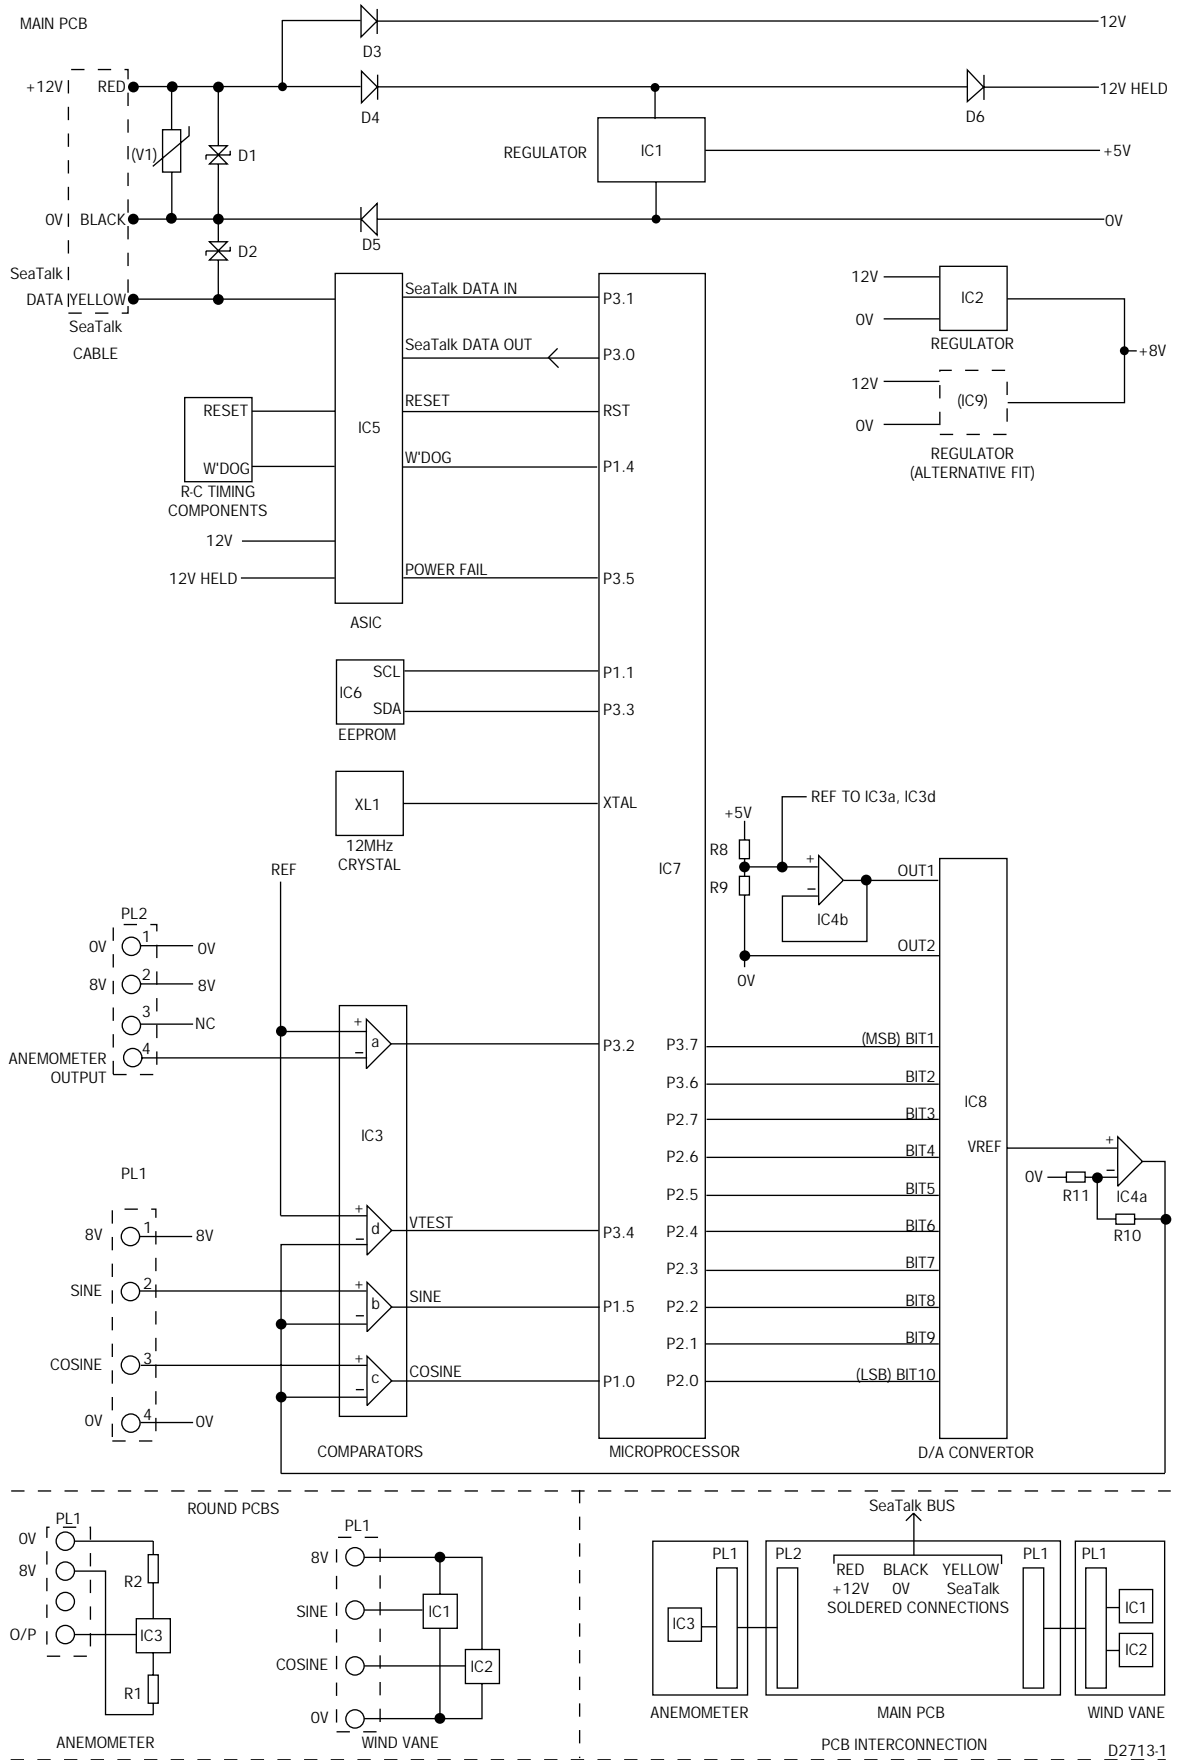 MAIN PCB
12V
D3
+12V
RED
D4
D6
12V HELD
(V1)
D1
REGULATOR
IC1
+5V
0V
BLACK
D5
0V
D2
SeaTalk
DATA
YELLOW
SeaTalk
CABLE
SeaTalk DATA IN
P3.1
SeaTalk DATA OUT
P3.0
RESET
RESET
RST
IC5
W'DOG
W'DOG
P1.4
R-C TIMING
COMPONENTS
12V
12V HELD
POWER FAIL
P3.5
ASIC
12V
IC2
0V
REGULATOR
+8V
12V
(IC9)
0V
REGULATOR
(ALTERNATIVE FIT)
SCL
P1.1
IC6
SDA
P3.3
EEPROM
XL1
XTAL
12MHz
CRYSTAL
REF TO IC3a, IC3d
+5V
R8
+
IC7
R9
–
IC4b
OUT1
OUT2
0V
REF
PL2
0V
1
0V
8V
2
8V
3
NC
ANEMOMETER
OUTPUT
4
+
a
–
P3.2
IC3
PL1
8V
1
8V
+
d
–
VTEST
P3.4
SINE
2
+
b
–
SINE
P1.5
COSINE
3
+
c
–
COSINE
P1.0
0V
4
0V
P3.7
(MSB) BIT1
P3.6
BIT2
P2.7
BIT3
IC8
P2.6
BIT4
VREF
P2.5
BIT5
P2.4
BIT6
P2.3
BIT7
P2.2
BIT8
P2.1
BIT9
P2.0
(LSB) BIT10
+
–
0V
R11
IC4a
R10
COMPARATORS
MICROPROCESSOR
D/A CONVERTOR
ROUND PCBS
PL1
0V
8V
R2
O/P
IC3
R1
ANEMOMETER
PL1
8V
SINE
IC1
COSINE
IC2
0V
WIND VANE
SeaTalk BUS
PL1
PL2
RED
BLACK
YELLOW
+12V
0V
SeaTalk
SOLDERED CONNECTIONS
PL1
PL1
IC3
IC1
IC2
ANEMOMETER
MAIN PCB
WIND VANE
PCB INTERCONNECTION
D2713-1